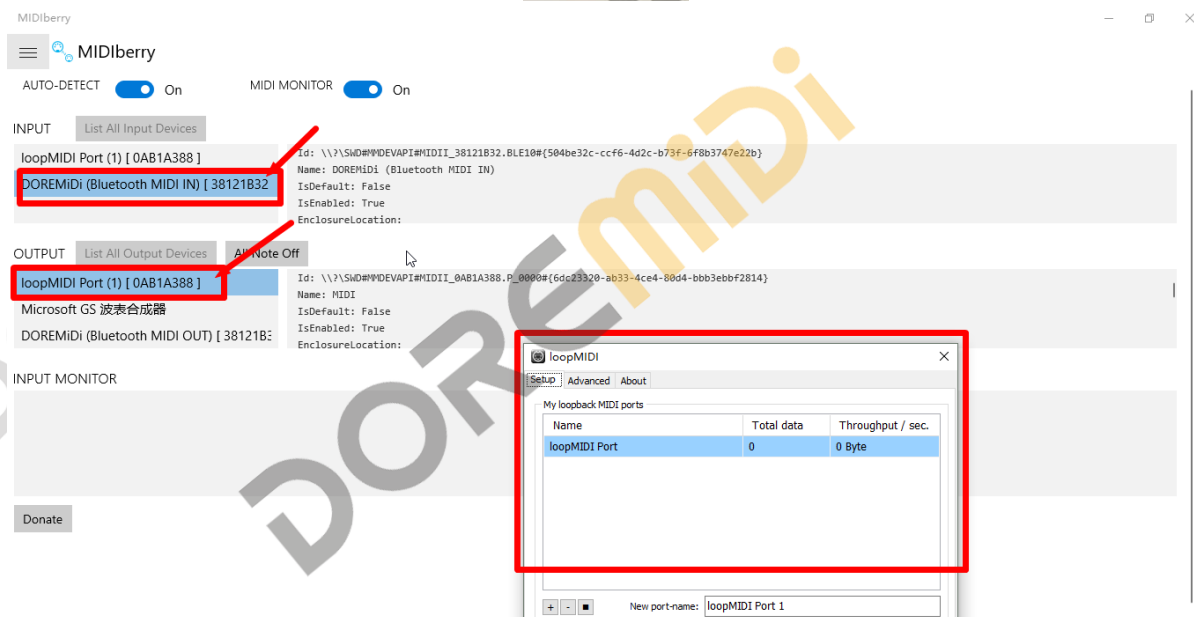 MIDIberry
MIDIberry
AUTO-DETECT On MIDI MONITOR On
INPUT List All Input Devices
loopMIDI Port (1) [ 0AB1A388 ]
DOREMiDi (Bluetooth MIDI IN) [ 38121B32
Id: \\?\SWD#MMDEVAPI#MIDII_38121B32.BLE10#{504be32c-ccf6-4d2c-b73f-6f8b3747e22b}
Name: DOREMiDi (Bluetooth MIDI IN)
IsDefault: False
IsEnabled: True
EnclosureLocation:
OUTPUT List All Output Devices All Note Off
loopMIDI Port (1) [ 0AB1A388 ]
Microsoft GS 波表合成器
DOREMiDi (Bluetooth MIDI OUT) [ 38121B3
Id: \\?\SWD#MMDEVAPI#MIDII_0AB1A388.P_0000#{6dc23320-ab33-4ce4-80d4-bbb3ebbf2814}
Name: MIDI
IsDefault: False
IsEnabled: True
EnclosureLocation:
INPUT MONITOR
Donate
loopMIDI
Setup Advanced About
My loopback MIDI ports
Name Total data Throughput / sec.
loopMIDI Port 0 0 Byte
+ - ■ New port-name: loopMIDI Port 1
DOREMiDi